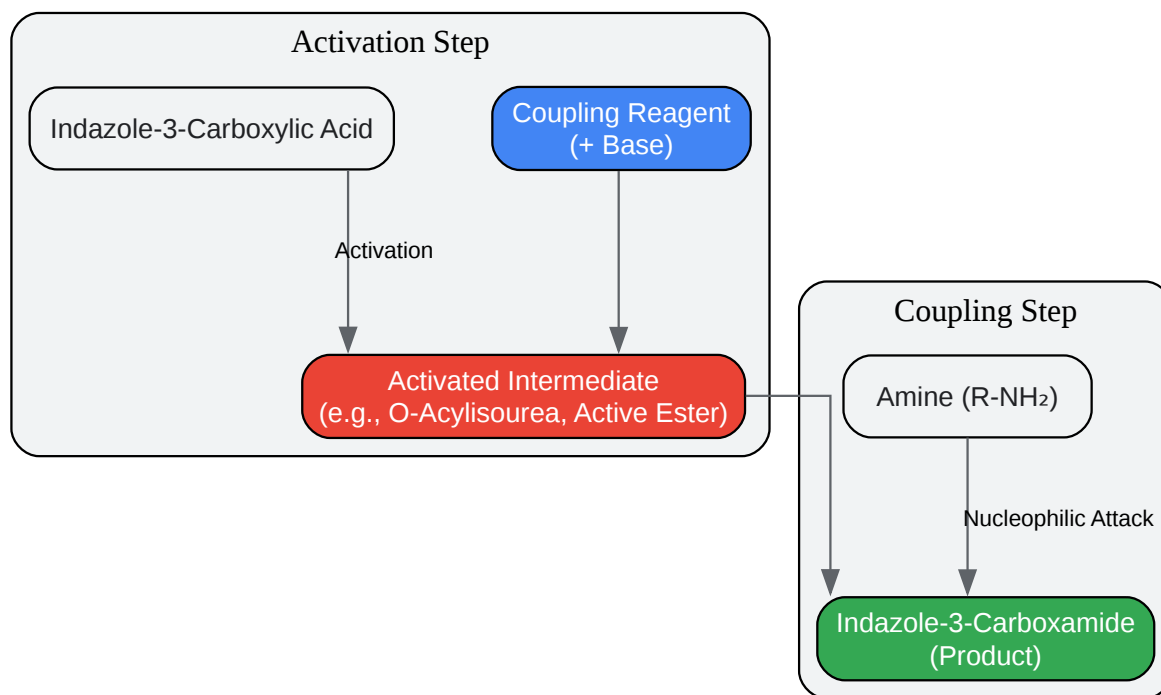 Activation Step
Indazole-3-Carboxylic Acid
Coupling Reagent
(+ Base)
Activation
Activated Intermediate
(e.g., O-Acylisourea, Active Ester)
Coupling Step
Amine (R-NH₂)
Nucleophilic Attack
Indazole-3-Carboxamide
(Product)